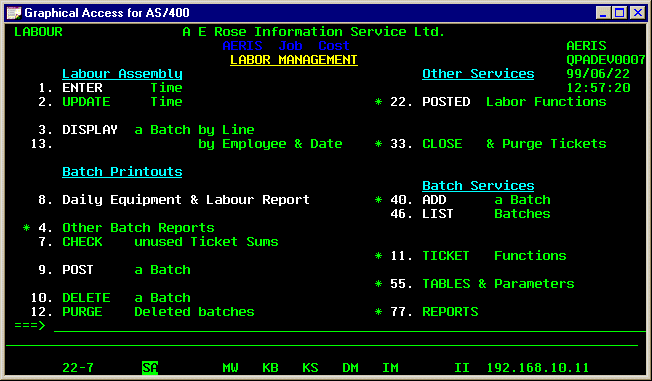 Graphical Access for AS/400
LABOUR A E Rose Information Service Ltd.
AERIS Job Cost AERIS
LABOR MANAGEMENT QPADEV0007
Labour Assembly Other Services 99/06/22
1. ENTER Time 12:57:20
2. UPDATE Time * 22. POSTED Labor Functions
3. DISPLAY a Batch by Line
13. by Employee & Date * 33. CLOSE & Purge Tickets
Batch Printouts
Batch Services
8. Daily Equipment & Labour Report * 40. ADD a Batch
46. LIST Batches
* 4. Other Batch Reports
7. CHECK unused Ticket Sums
* 11. TICKET Functions
9. POST a Batch
* 55. TABLES & Parameters
10. DELETE a Batch
12. PURGE Deleted batches * 77. REPORTS
===>
22-7 SA MW KB KS DM IM II 192.168.10.11